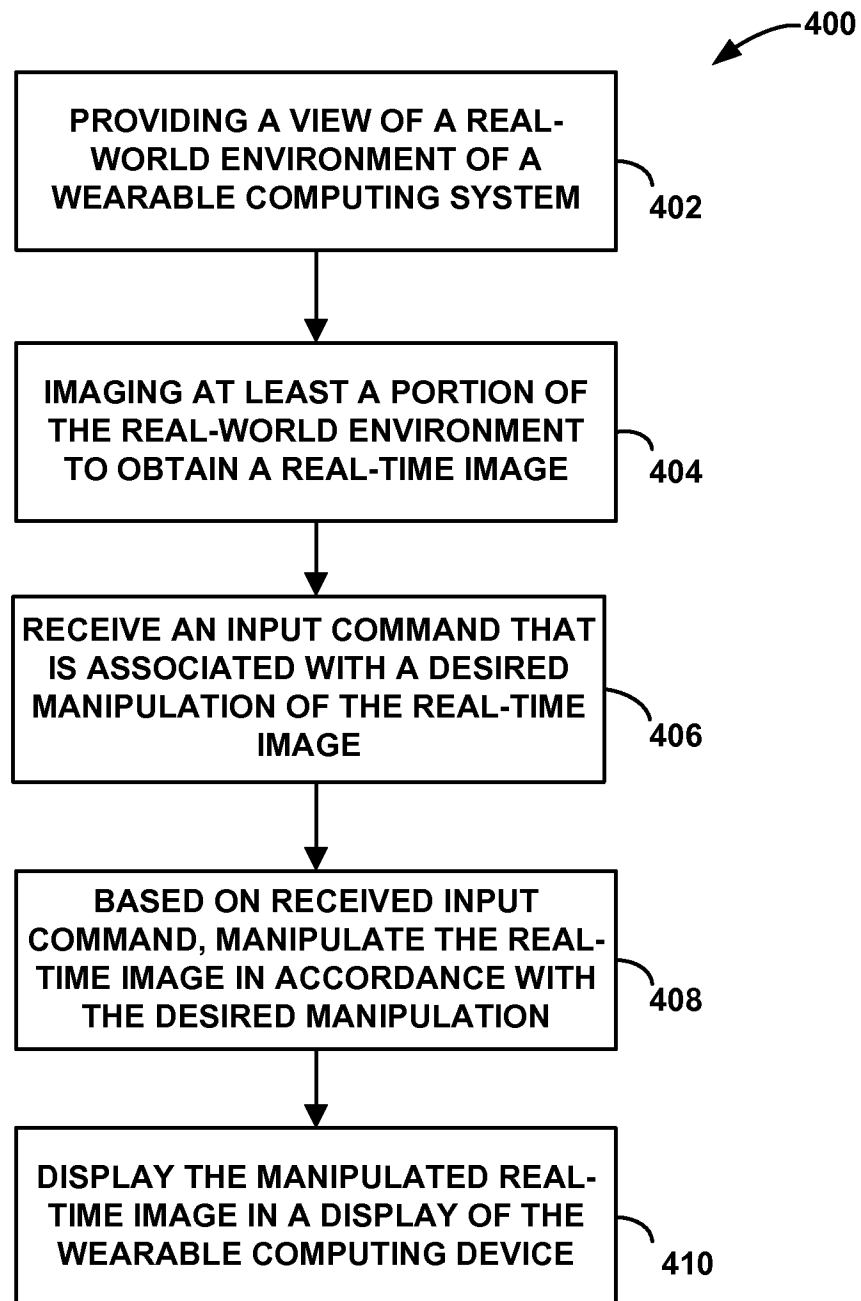 400
PROVIDING A VIEW OF A REAL-
WORLD ENVIRONMENT OF A
WEARABLE COMPUTING SYSTEM
402
IMAGING AT LEAST A PORTION OF
THE REAL-WORLD ENVIRONMENT
TO OBTAIN A REAL-TIME IMAGE
404
RECEIVE AN INPUT COMMAND THAT
IS ASSOCIATED WITH A DESIRED
MANIPULATION OF THE REAL-TIME
IMAGE
406
BASED ON RECEIVED INPUT
COMMAND, MANIPULATE THE REAL-
TIME IMAGE IN ACCORDANCE WITH
THE DESIRED MANIPULATION
408
DISPLAY THE MANIPULATED REAL-
TIME IMAGE IN A DISPLAY OF THE
WEARABLE COMPUTING DEVICE
410